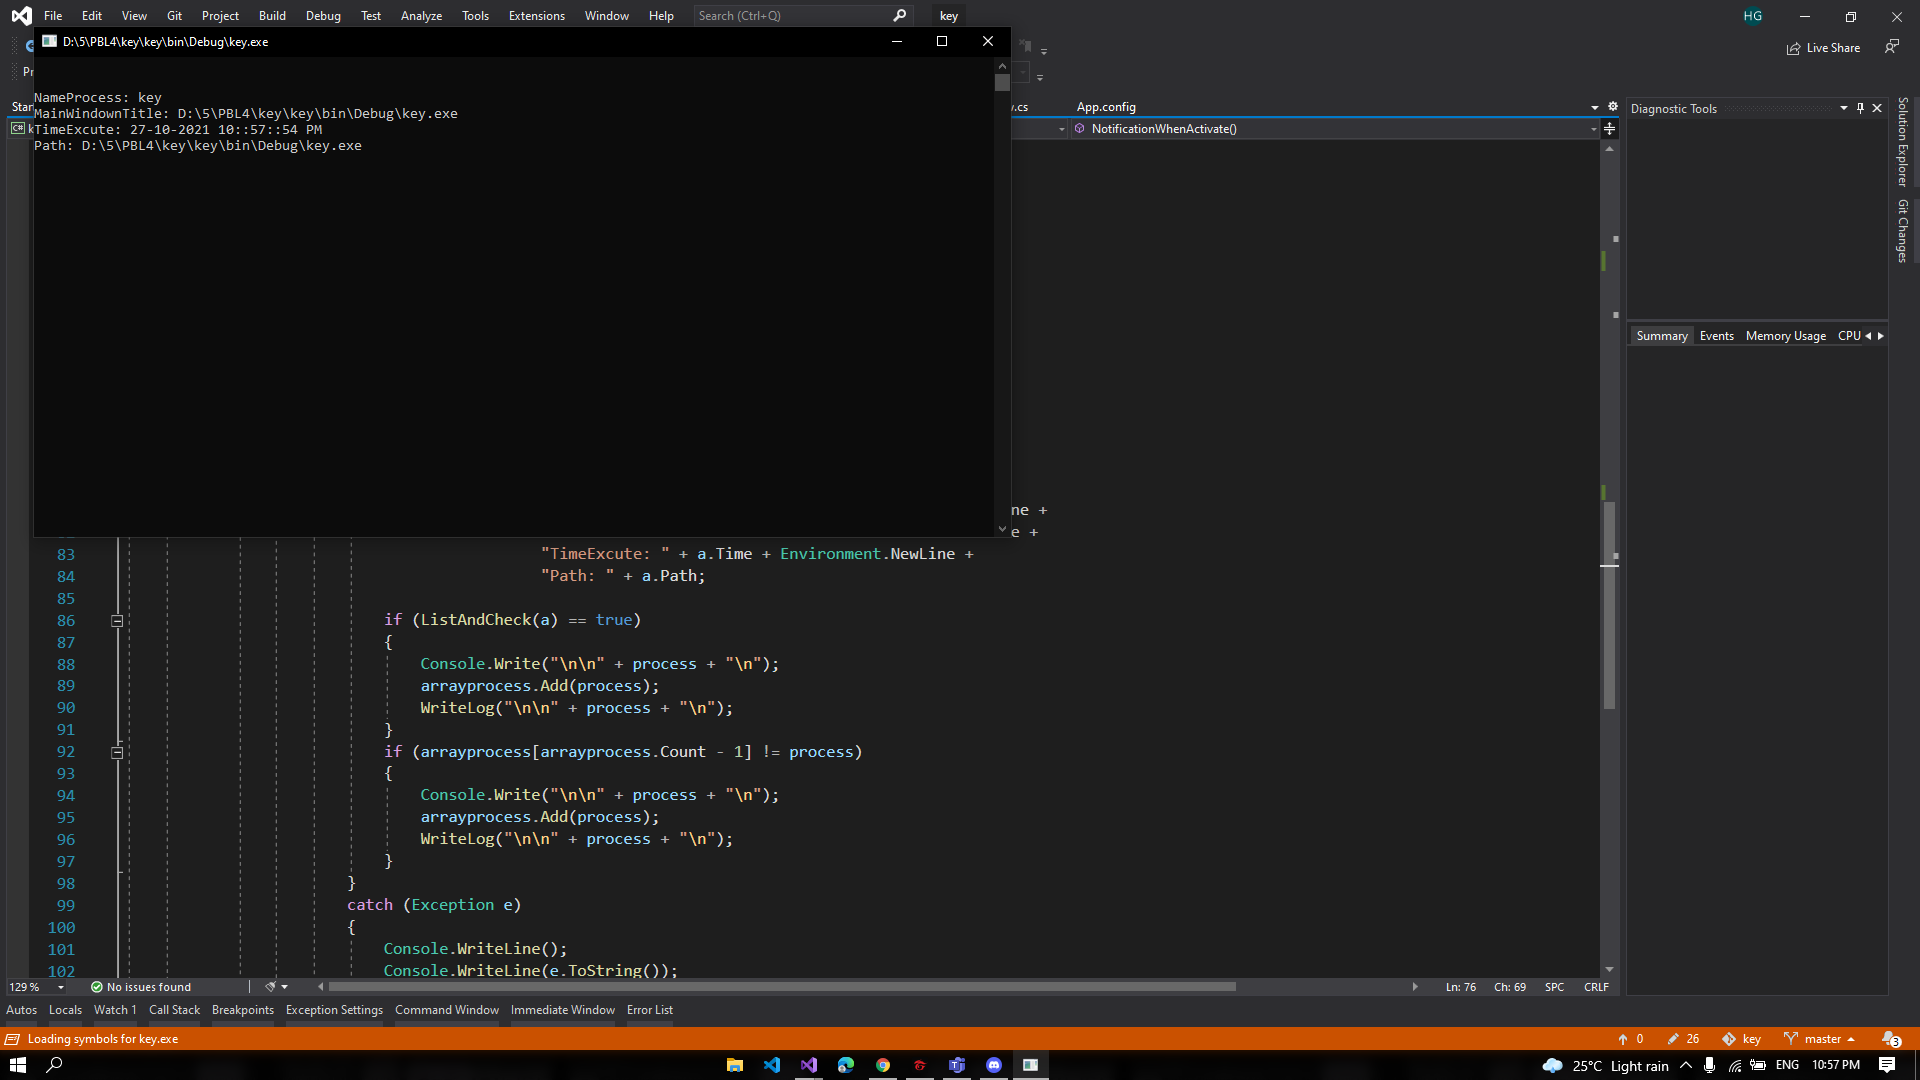 File Edit View Git Project Build Debug Test Analyze Tools Extensions Window Help Search (Ctrl+Q) key HG
D:\5\PBL4\key\key\bin\Debug\key.exe
Live Share
NameProcess: key
MainWindownTitle: D:\5\PBL4\key\key\bin\Debug\key.exe
TimeExcute: 27-10-2021 10::57::54 PM
Path: D:\5\PBL4\key\key\bin\Debug\key.exe
.cs App.config
NotificationWhenActivate()
Diagnostic Tools
Summary Events Memory Usage CPU
Solution Explorer
Git Changes
ne +
e +
83 "TimeExcute: " + a.Time + Environment.NewLine +
84 "Path: " + a.Path;
85
86 if (ListAndCheck(a) == true)
87 {
88 Console.Write("\n\n" + process + "\n");
89 arrayprocess.Add(process);
90 WriteLog("\n\n" + process + "\n");
91 }
92 if (arrayprocess[arrayprocess.Count - 1] != process)
93 {
94 Console.Write("\n\n" + process + "\n");
95 arrayprocess.Add(process);
96 WriteLog("\n\n" + process + "\n");
97 }
98 }
99 catch (Exception e)
100 {
101 Console.WriteLine();
102 Console.WriteLine(e.ToString());
129 % No issues found Ln: 76 Ch: 69 SPC CRLF
Autos Locals Watch 1 Call Stack Breakpoints Exception Settings Command Window Immediate Window Error List
Loading symbols for key.exe 0 26 key master 3
25°C Light rain ENG 10:57 PM